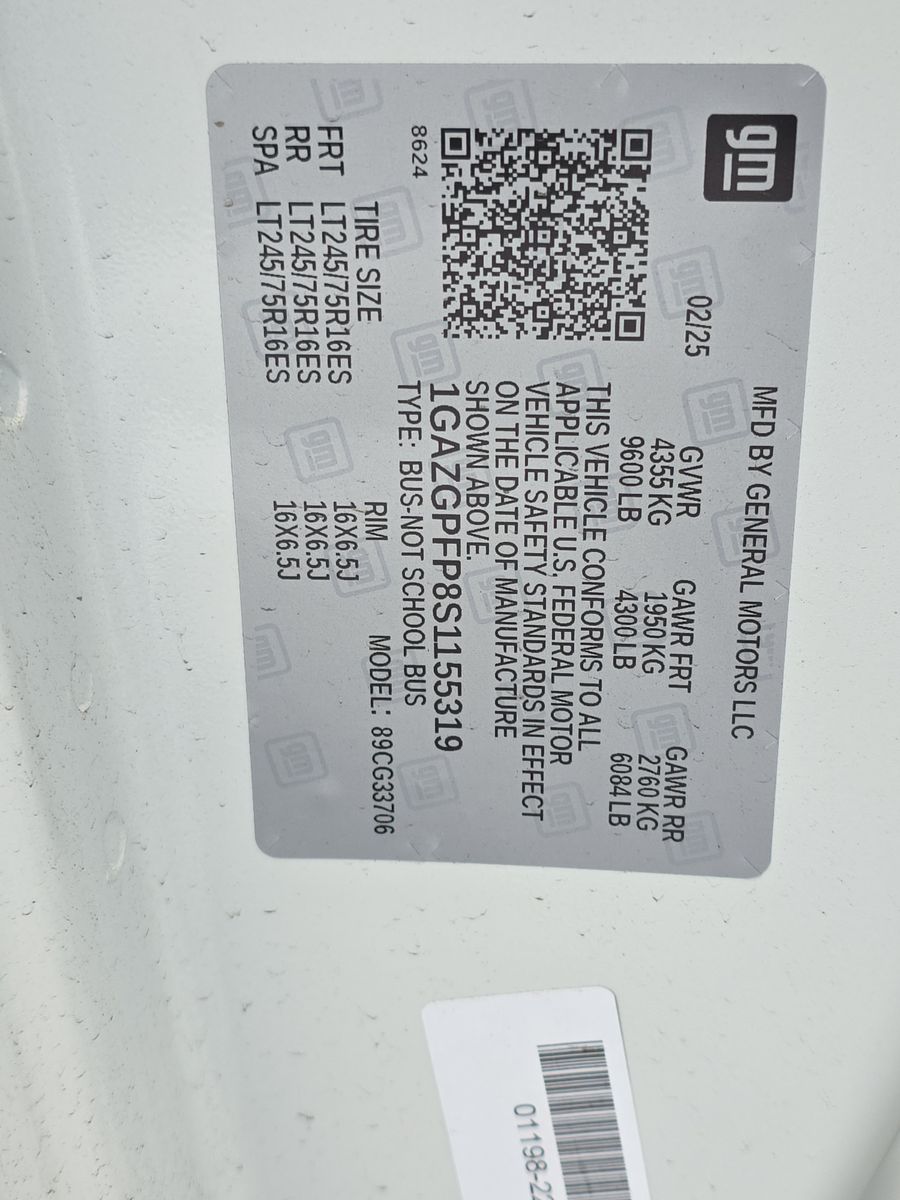 gm
MFD BY GENERAL MOTORS LLC
02/25
GVWR GAWR FRT GAWR RR
4355 KG 1950 KG 2760 KG
9600 LB 4300 LB 6084 LB
THIS VEHICLE CONFORMS TO ALL
APPLICABLE U.S. FEDERAL MOTOR
VEHICLE SAFETY STANDARDS IN EFFECT
ON THE DATE OF MANUFACTURE
SHOWN ABOVE.
1GAZGPFP8S1155319
TYPE: BUS-NOT SCHOOL BUS
8624
MODEL: 89CG33706
TIRE SIZE RIM
FRT LT245/75R16ES 16X6.5J
RR LT245/75R16ES 16X6.5J
SPA LT245/75R16ES 16X6.5J